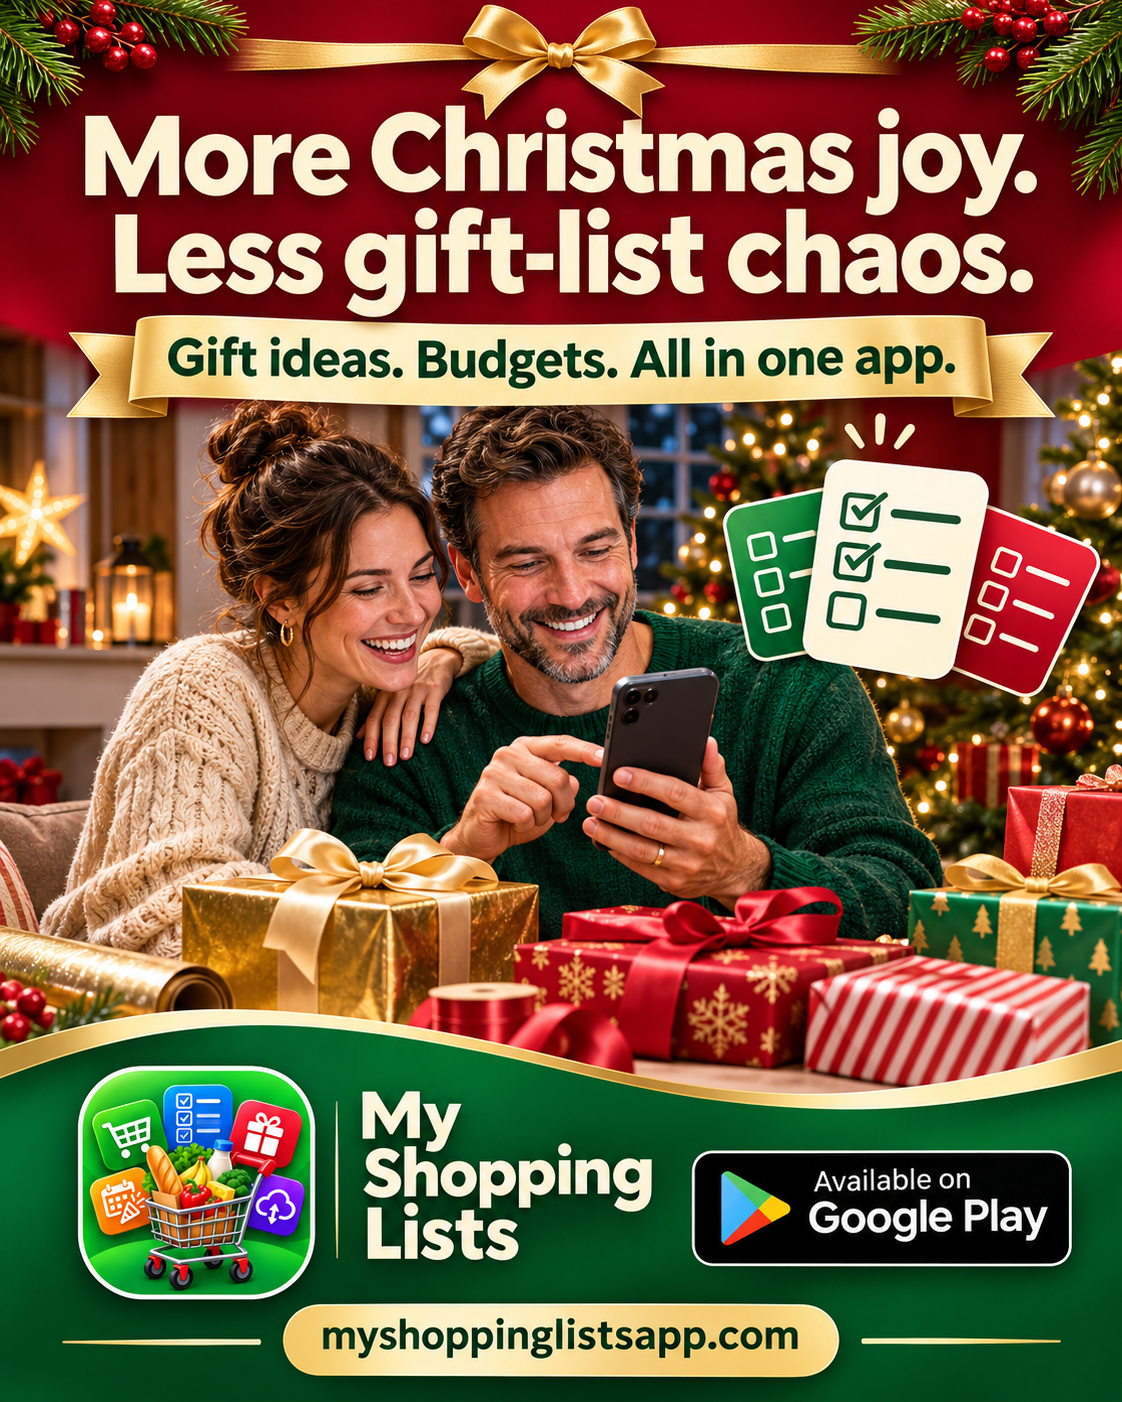 More Christmas joy.
Less gift-list chaos.
Gift ideas. Budgets. All in one app.
My
Shopping
Lists
Available on
Google Play
myshoppinglistsapp.com